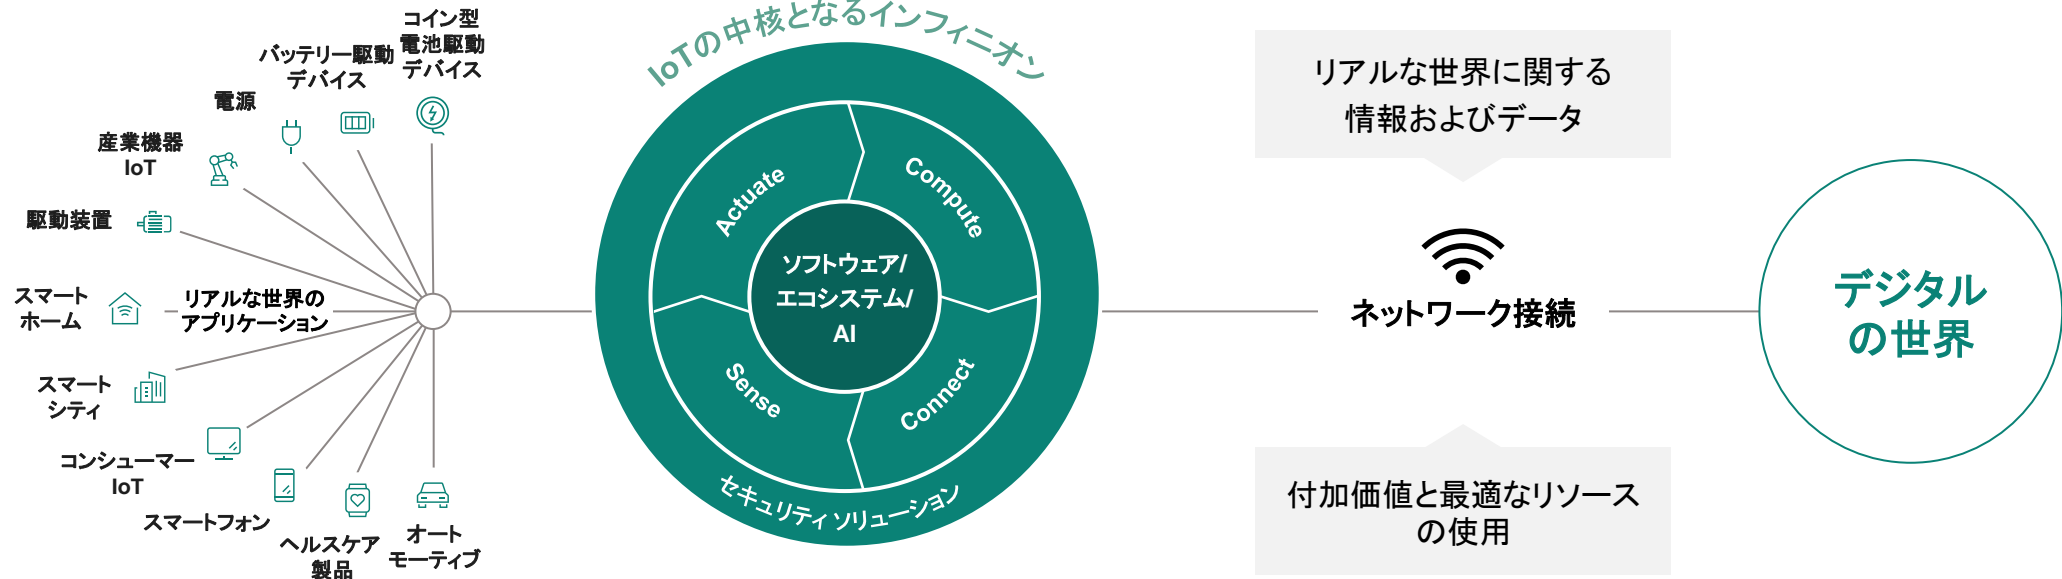 コイン型
電池駆動
デバイス
バッテリー駆動
デバイス
電源
産業機器
IoT
駆動装置
スマート
ホーム
リアルな世界の
アプリケーション
スマート
シティ
コンシューマー
IoT
スマートフォン
ヘルスケア
製品
オート
モーティブ
IoTの中核となるインフィニオン
Actuate
Compute
ソフトウェア/
エコシステム/
AI
Sense
Connect
セキュリティ ソリューション
リアルな世界に関する
情報およびデータ
ネットワーク接続
付加価値と最適なリソース
の使用
デジタル
の世界